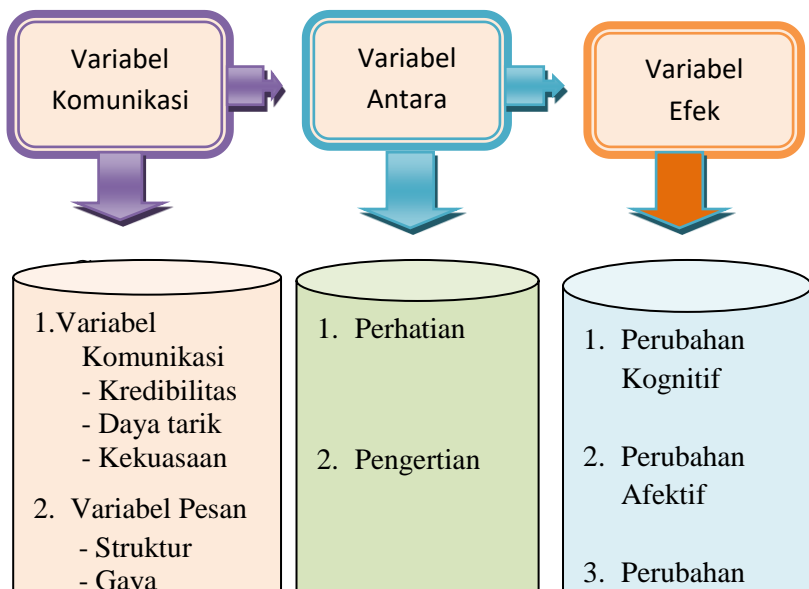 Variabel
Komunikasi
Variabel
Antara
Variabel
Efek
1.Variabel
Komunikasi
- Kredibilitas
- Daya tarik
- Kekuasaan
2. Variabel Pesan
- Struktur
- Gaya
1. Perhatian
2. Pengertian
1. Perubahan
Kognitif
2. Perubahan
Afektif
3. Perubahan